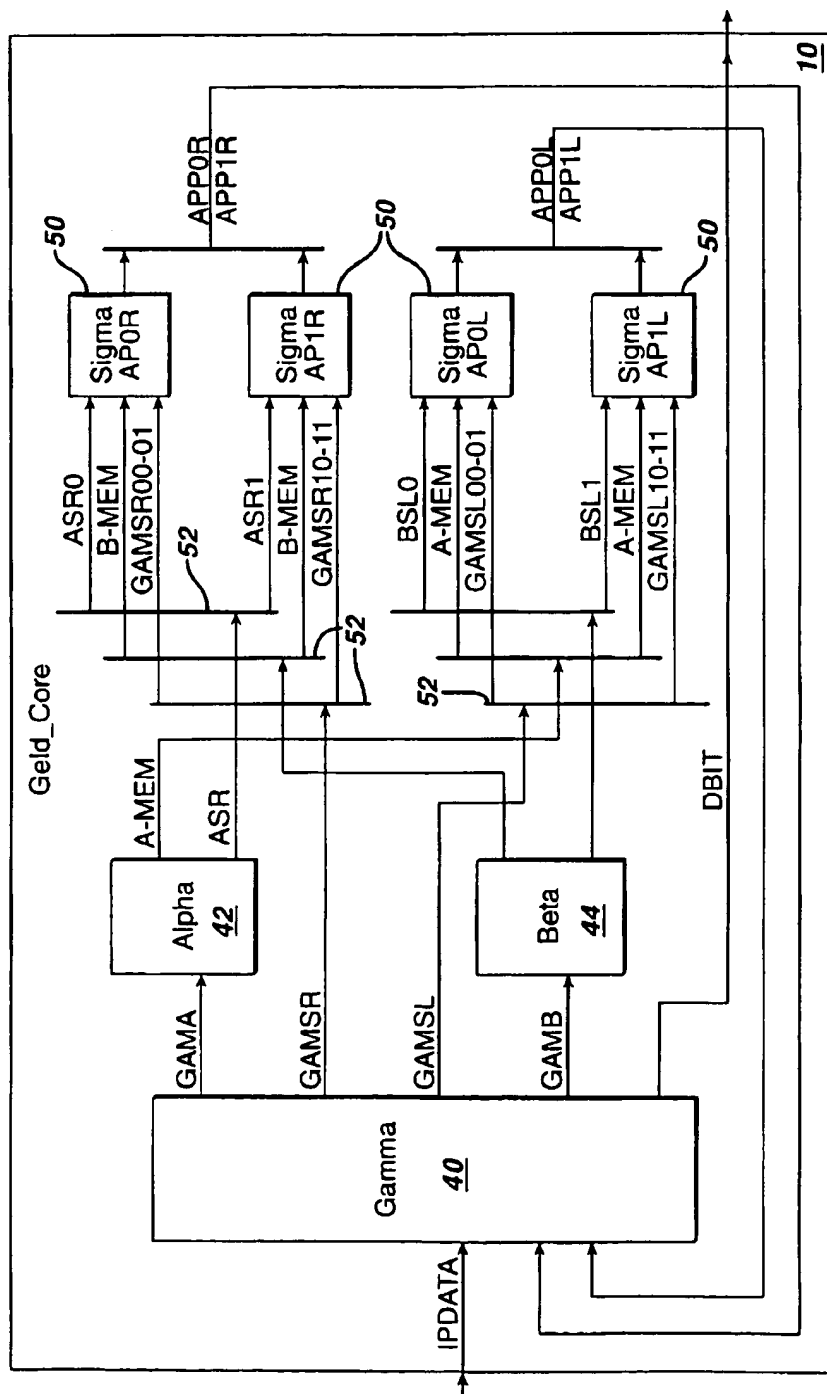 Geld_Core
10
IPDATA
Gamma
40
GAMA
GAMSR
GAMSL
GAMB
DBIT
Alpha
42
A-MEM
ASR
Beta
44
52
52
52
ASR0
B-MEM
GAMSR00-01
ASR1
B-MEM
GAMSR10-11
BSL0
A-MEM
GAMSL00-01
BSL1
A-MEM
GAMSL10-11
50
Sigma
AP0R
Sigma
AP1R
50
Sigma
AP0L
Sigma
AP1L
50
APP0R
APP1R
APP0L
APP1L